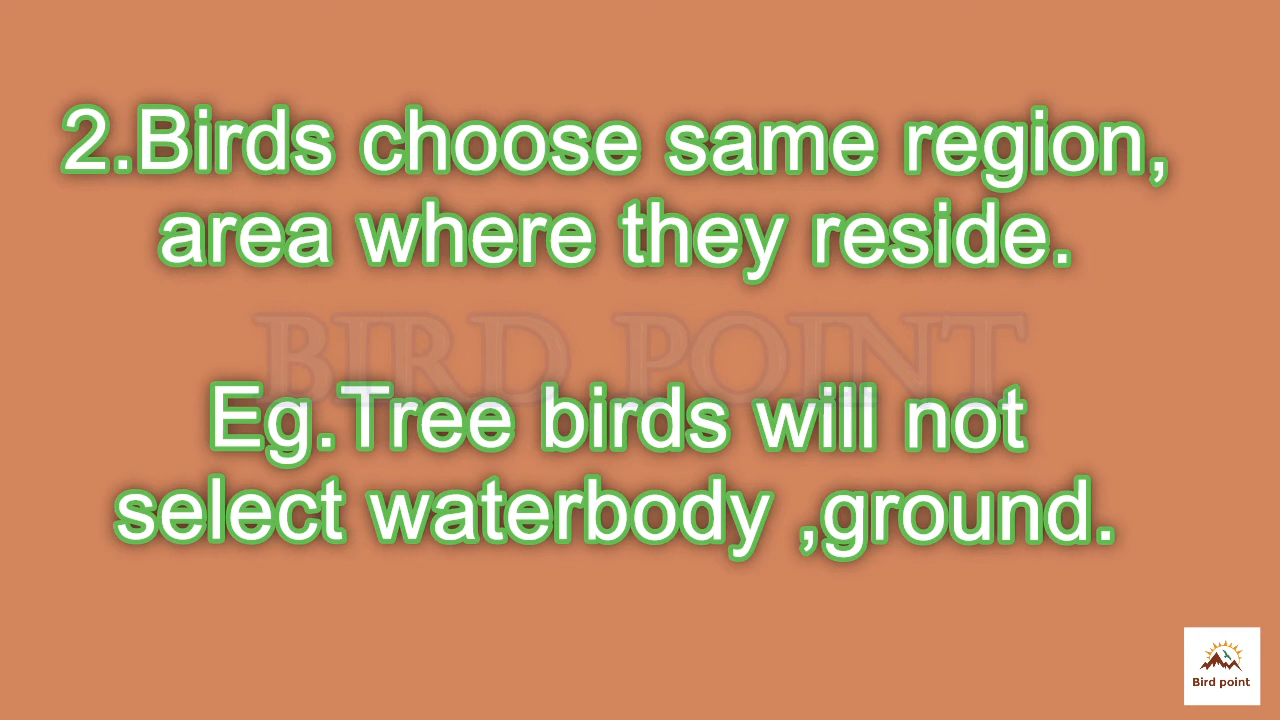 2.Birds choose same region,
area where they reside.
BIRD POINT
Eg.Tree birds will not
select waterbody ,ground.
Bird point